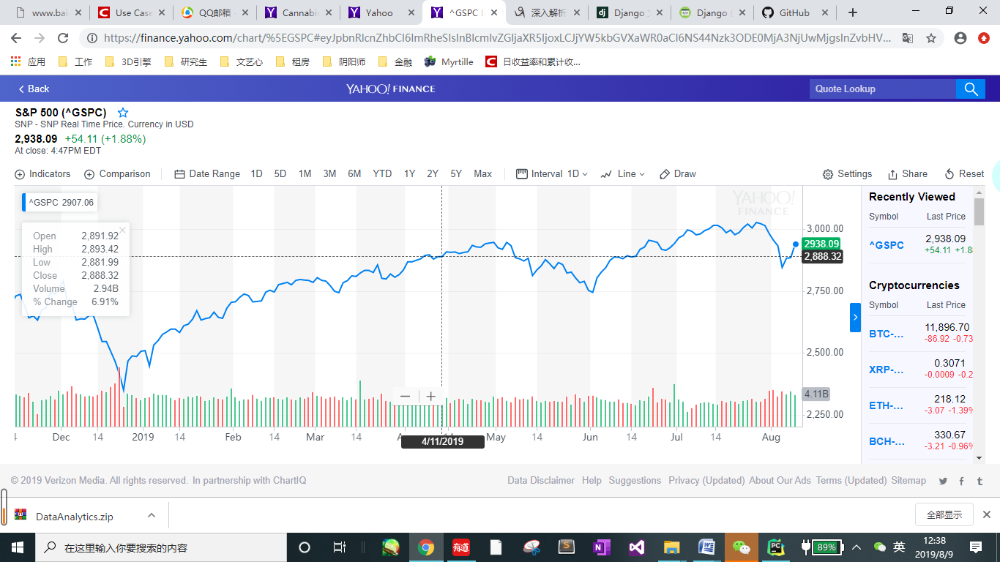 www.bai
Use Case
QQ邮箱
Cannabis
Yahoo
^GSPC
深入解析
Django
Django
GitHub
https://finance.yahoo.com/chart/%5EGSPC#
应用 工作 3D引擎 研究生 文艺心 租房 阴阳师 金融 Myrtille 日收益率和累计收...
Back YAHOO! FINANCE Quote Lookup
S&P 500 (^GSPC)
SNP - SNP Real Time Price. Currency in USD
2,938.09 +54.11 (+1.88%)
At close: 4:47PM EDT
Indicators Comparison Date Range 1D 5D 1M 3M 6M YTD 1Y 2Y 5Y Max Interval 1D Line Draw Settings Share Reset
^GSPC 2907.06
Open 2,891.92
High 2,893.42
Low 2,881.99
Close 2,888.32
Volume 2.94B
% Change 6.91%
YAHOO!
FINANCE
3,000.00
2938.09
2,888.32
2,750.00
2,500.00
4.11B
2,250.00
Dec 14 2019 14 Feb 14 Mar 14 May 14 Jun 14 Jul 14 Aug
4/11/2019
Recently Viewed
Symbol Last Price
^GSPC 2,938.09
+54.11 +1.8
Cryptocurrencies
Symbol Last Price
BTC-... 11,896.70
-86.92 -0.73
XRP-... 0.3071
-0.0009 -0.2
ETH-... 218.12
-3.07 -1.39%
BCH-... 330.67
-3.21 -0.96%
© 2019 Verizon Media. All rights reserved. In partnership with ChartIQ Data Disclaimer Help Suggestions Privacy (Updated) About Our Ads Terms (Updated) Sitemap
DataAnalytics.zip 全部显示
在这里输入你要搜索的内容 有道 89% 英 12:38
2019/8/9